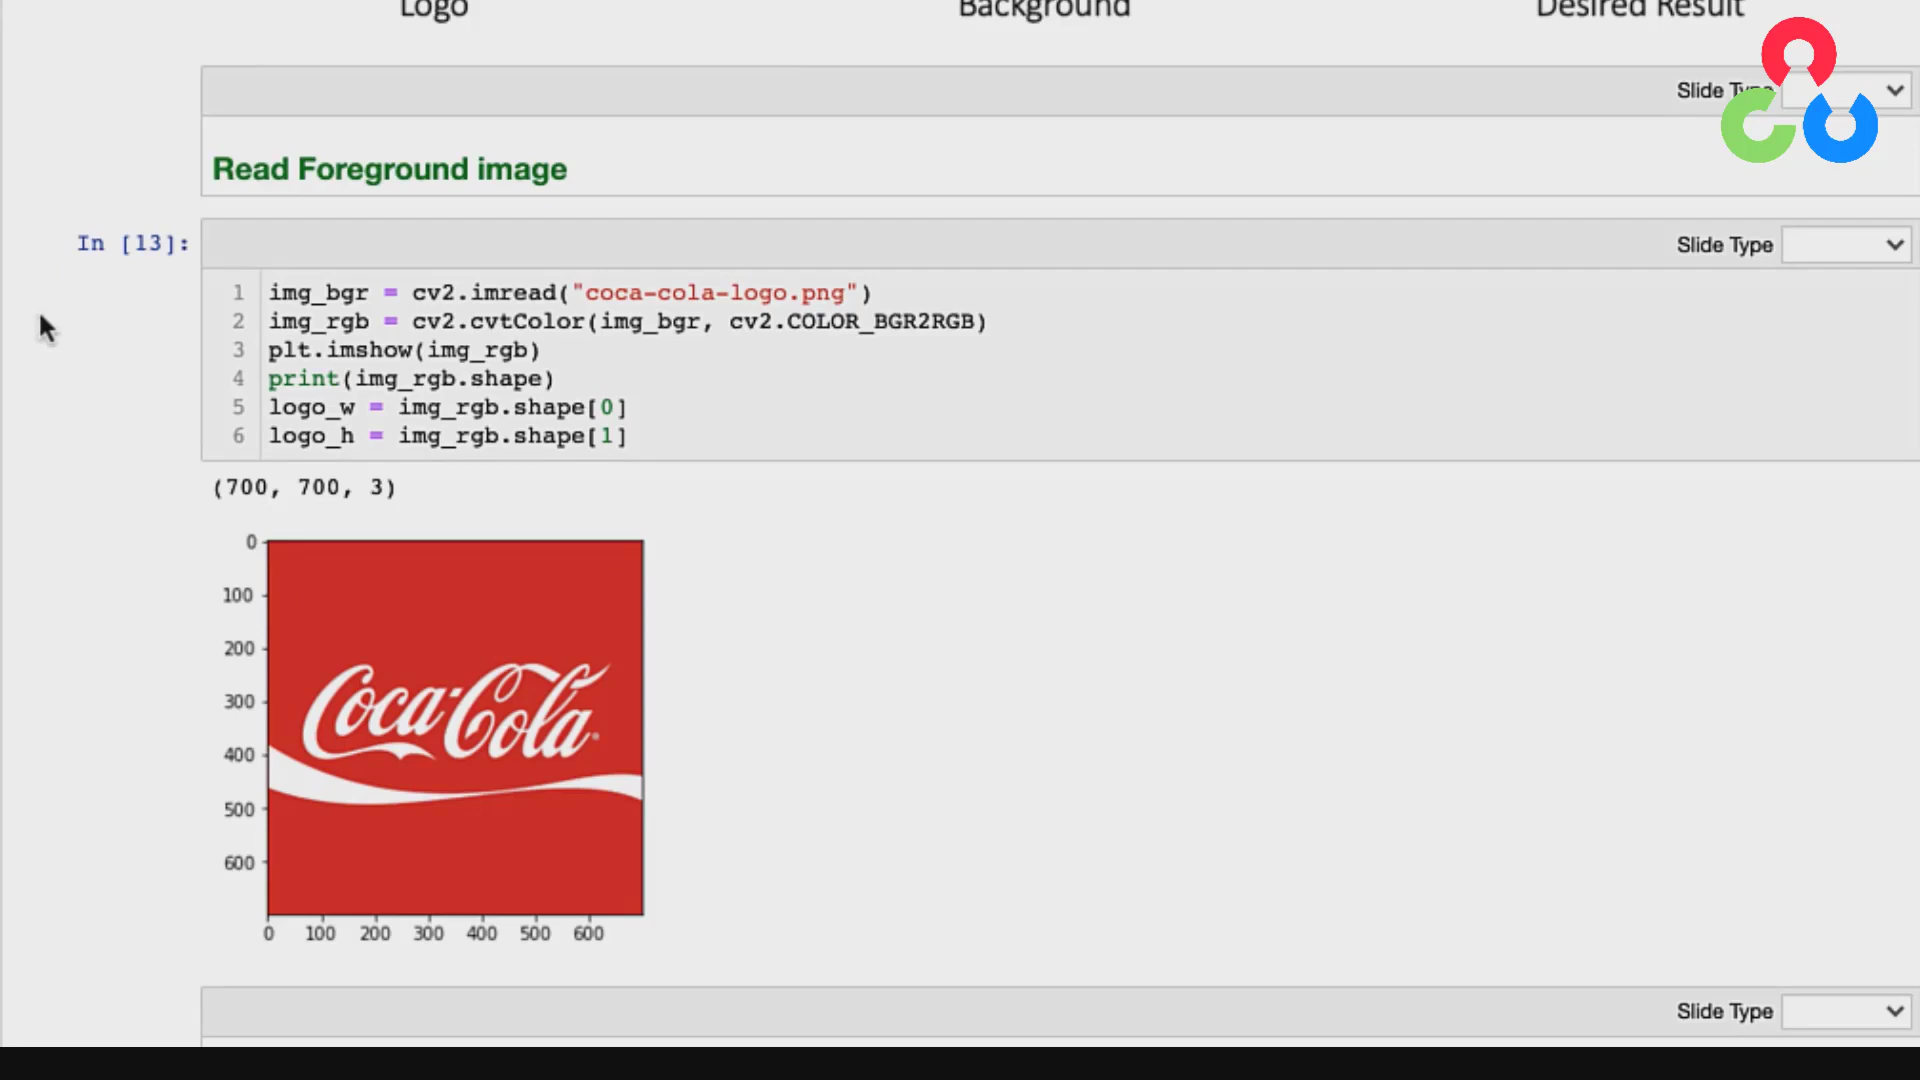 Logo Background Desired Result
Slide Type
Read Foreground image
In [13]:
Slide Type
1 img_bgr = cv2.imread("coca-cola-logo.png")
2 img_rgb = cv2.cvtColor(img_bgr, cv2.COLOR_BGR2RGB)
3 plt.imshow(img_rgb)
4 print(img_rgb.shape)
5 logo_w = img_rgb.shape[0]
6 logo_h = img_rgb.shape[1]
(700, 700, 3)
0
100
200
300
400
500
600
Coca-Cola®
0 100 200 300 400 500 600
Slide Type